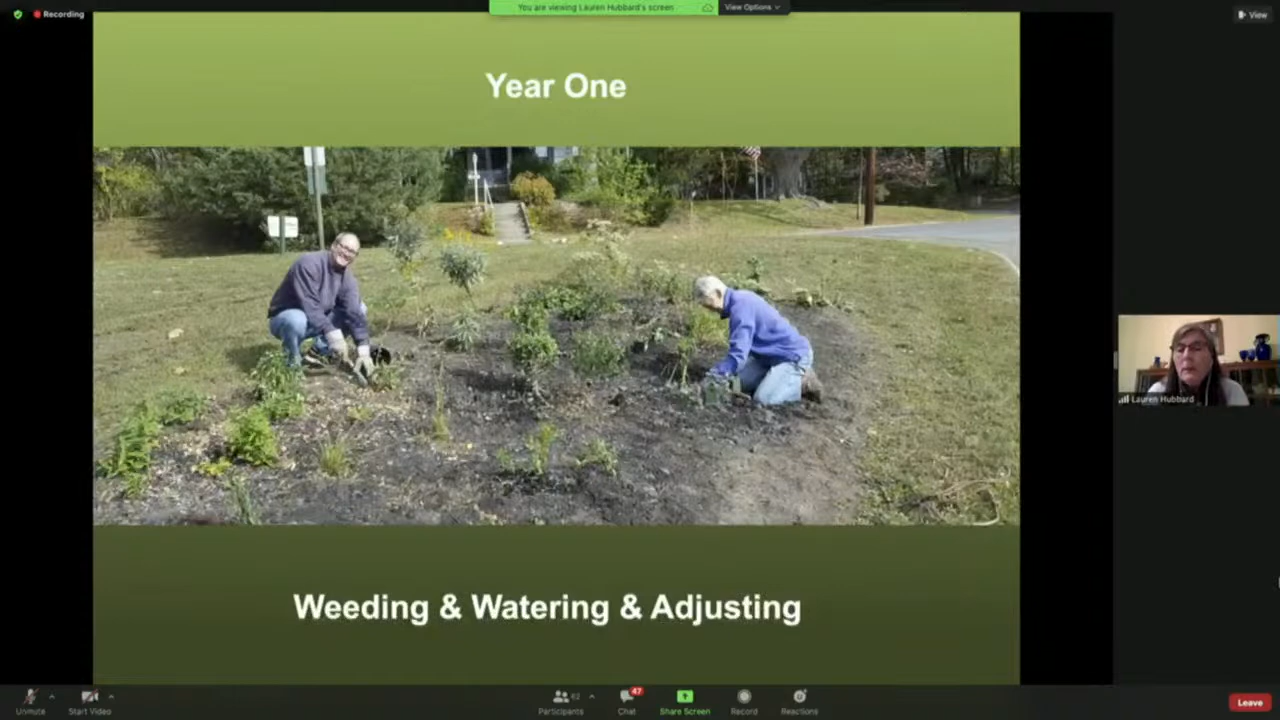 Recording
You are viewing Lauren Hubbard's screen
View Options
View
Year One
Lauren Hubbard
Weeding & Watering & Adjusting
Unmute
Start Video
Participants
Chat
47
Share Screen
Record
Reactions
Leave